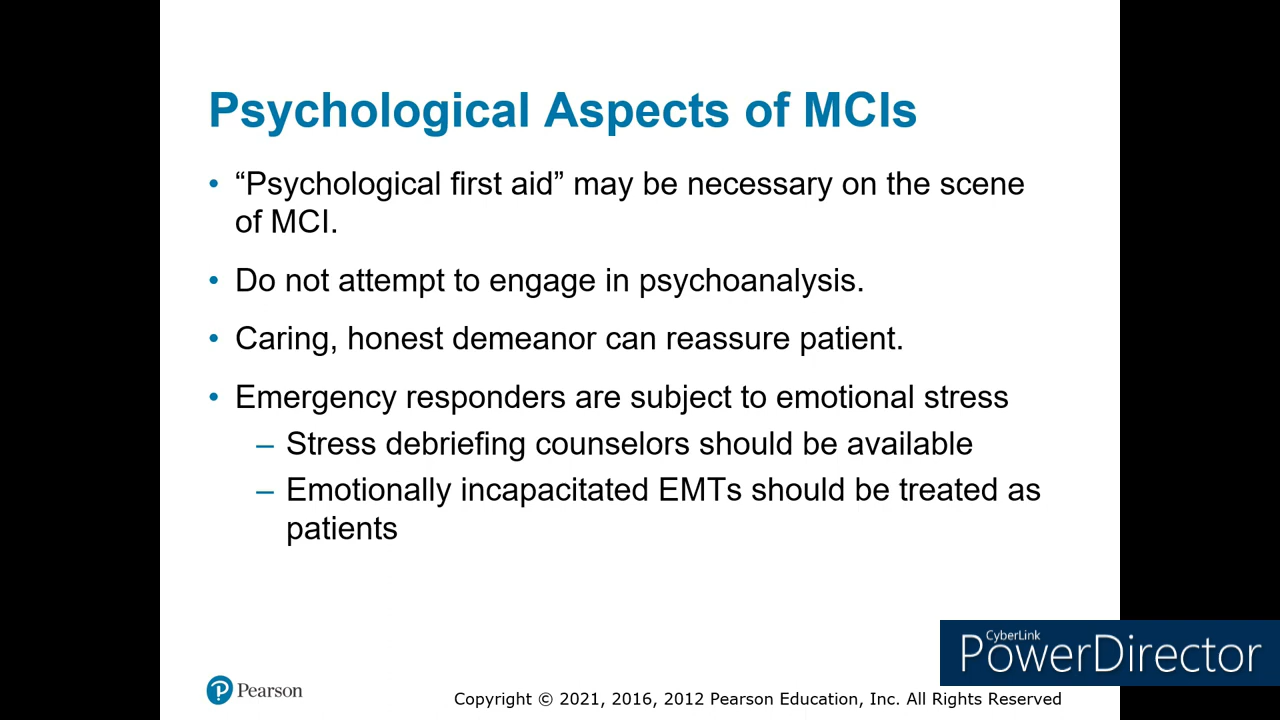 Psychological Aspects of MCIs
• “Psychological first aid” may be necessary on the scene
of MCI.
• Do not attempt to engage in psychoanalysis.
• Caring, honest demeanor can reassure patient.
• Emergency responders are subject to emotional stress
– Stress debriefing counselors should be available
– Emotionally incapacitated EMTs should be treated as
patients
CyberLink
PowerDirector
P Pearson
Copyright © 2021, 2016, 2012 Pearson Education, Inc. All Rights Reserved